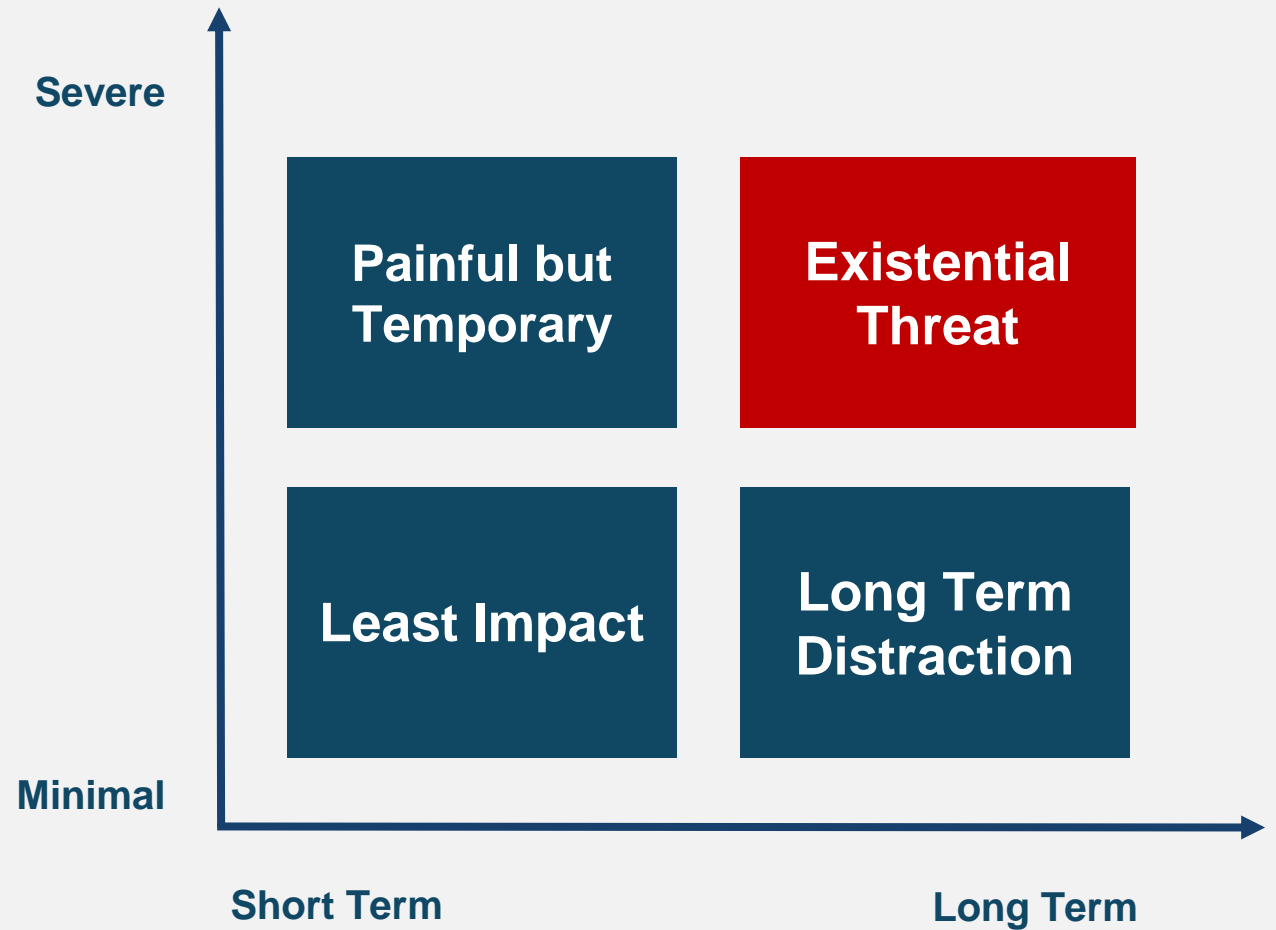 Severe
Painful but
Temporary
Existential
Threat
Least Impact
Long Term
Distraction
Minimal
Short Term
Long Term